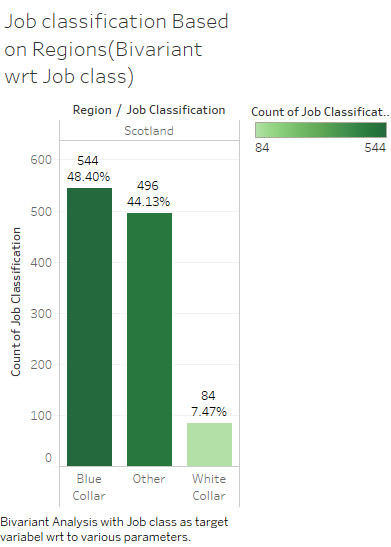 Job classification Based
on Regions(Bivariant
wrt Job class)
Region / Job Classification
Scotland
Count of Job Classificat..
84 544
600
500
400
300
200
100
0
Count of Job Classification
544
48.40%
496
44.13%
84
7.47%
Blue
Collar
Other
White
Collar
Bivariant Analysis with Job class as target
variabel wrt to various parameters.